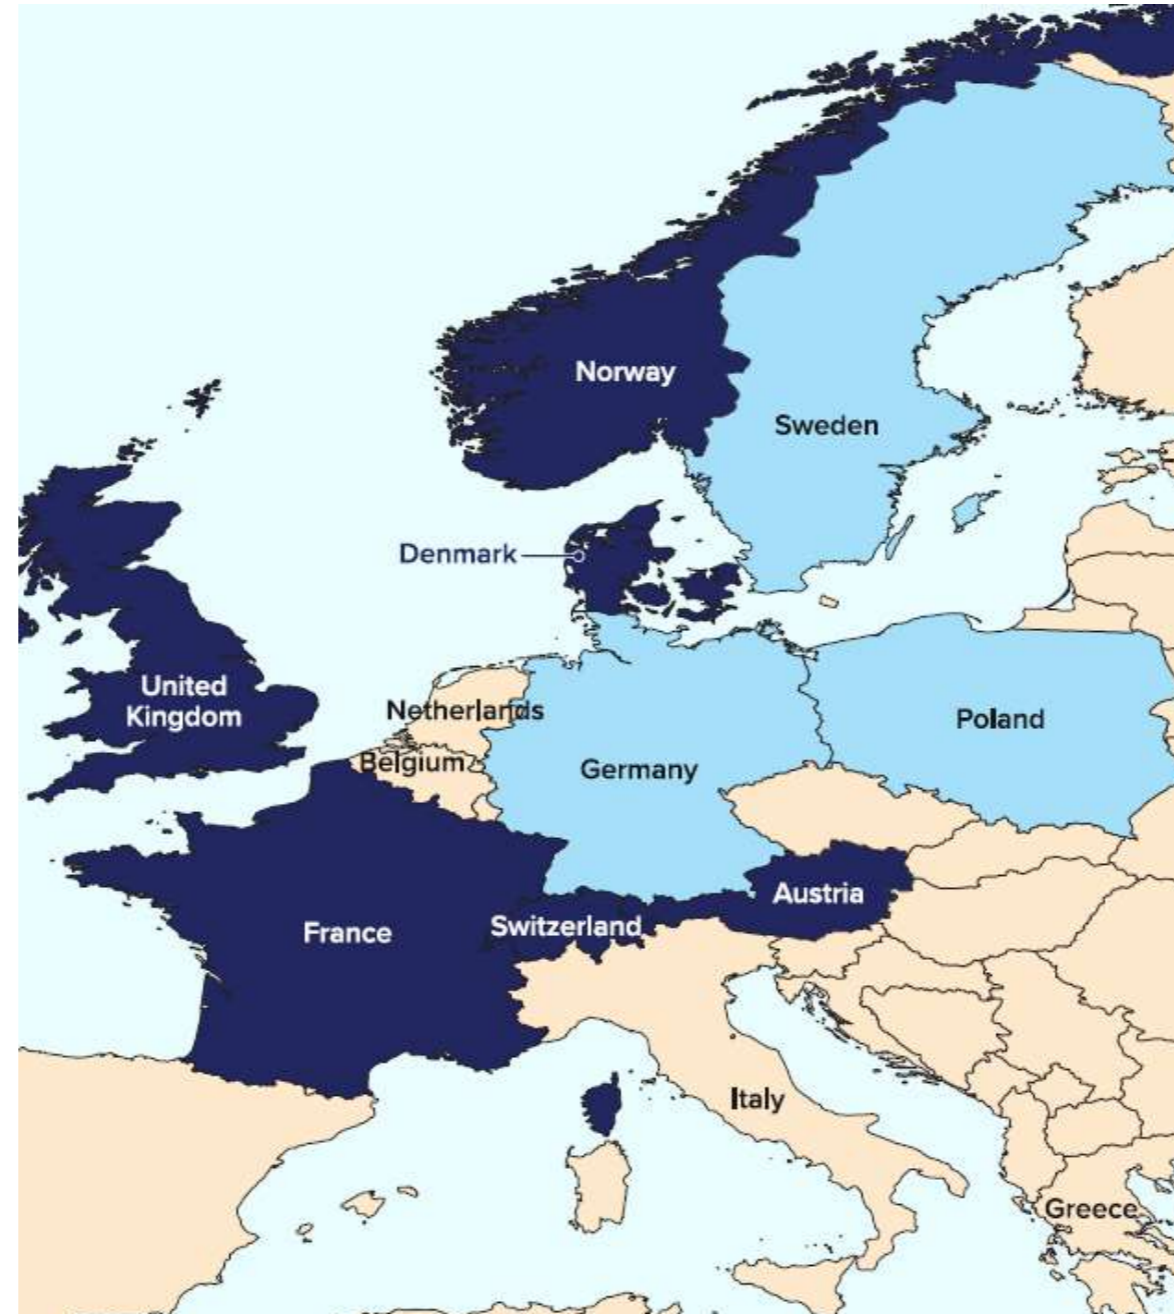 Norway
Sweden
Denmark
United
Kingdom
Netherlands
Poland
Belgium
Germany
Austria
Switzerland
France
Italy
Greece